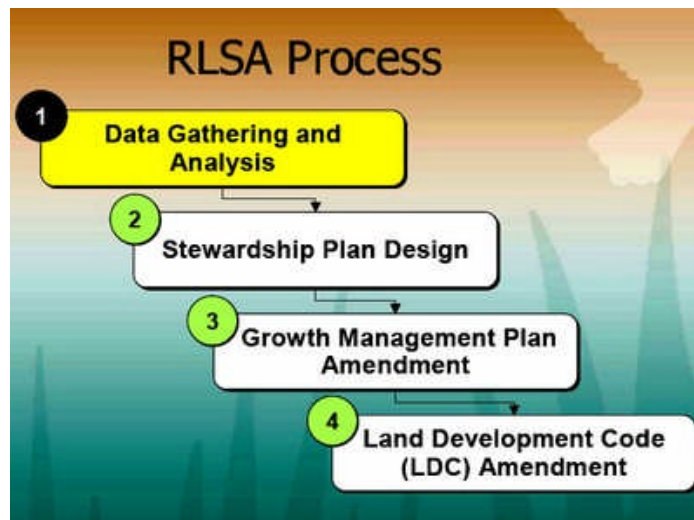 RLSA Process
1
Data Gathering and
Analysis
2
Stewardship Plan Design
3
Growth Management Plan
Amendment
4
Land Development Code
(LDC) Amendment